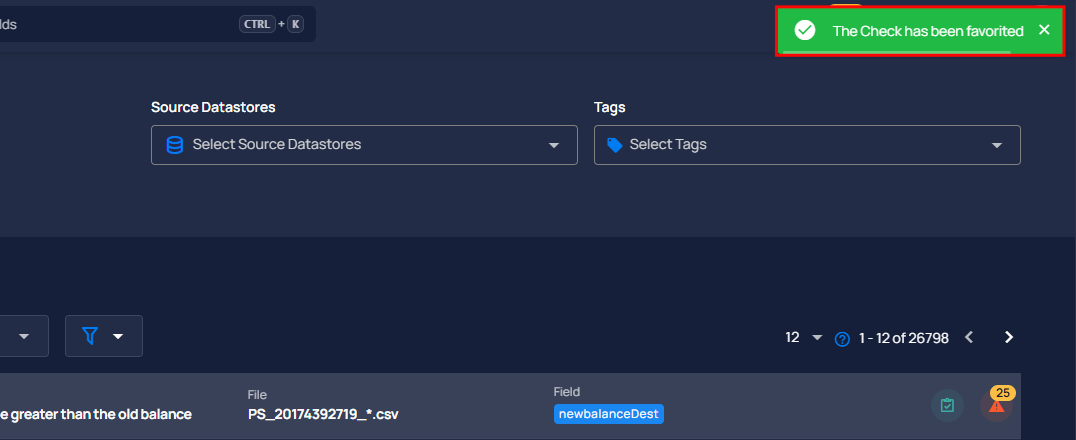 lds
CTRL + K
The Check has been favorited
Source Datastores
Tags
Select Source Datastores
Select Tags
12
1 - 12 of 26798
File
Field
25
e greater than the old balance
PS_20174392719_*.csv
newbalanceDest